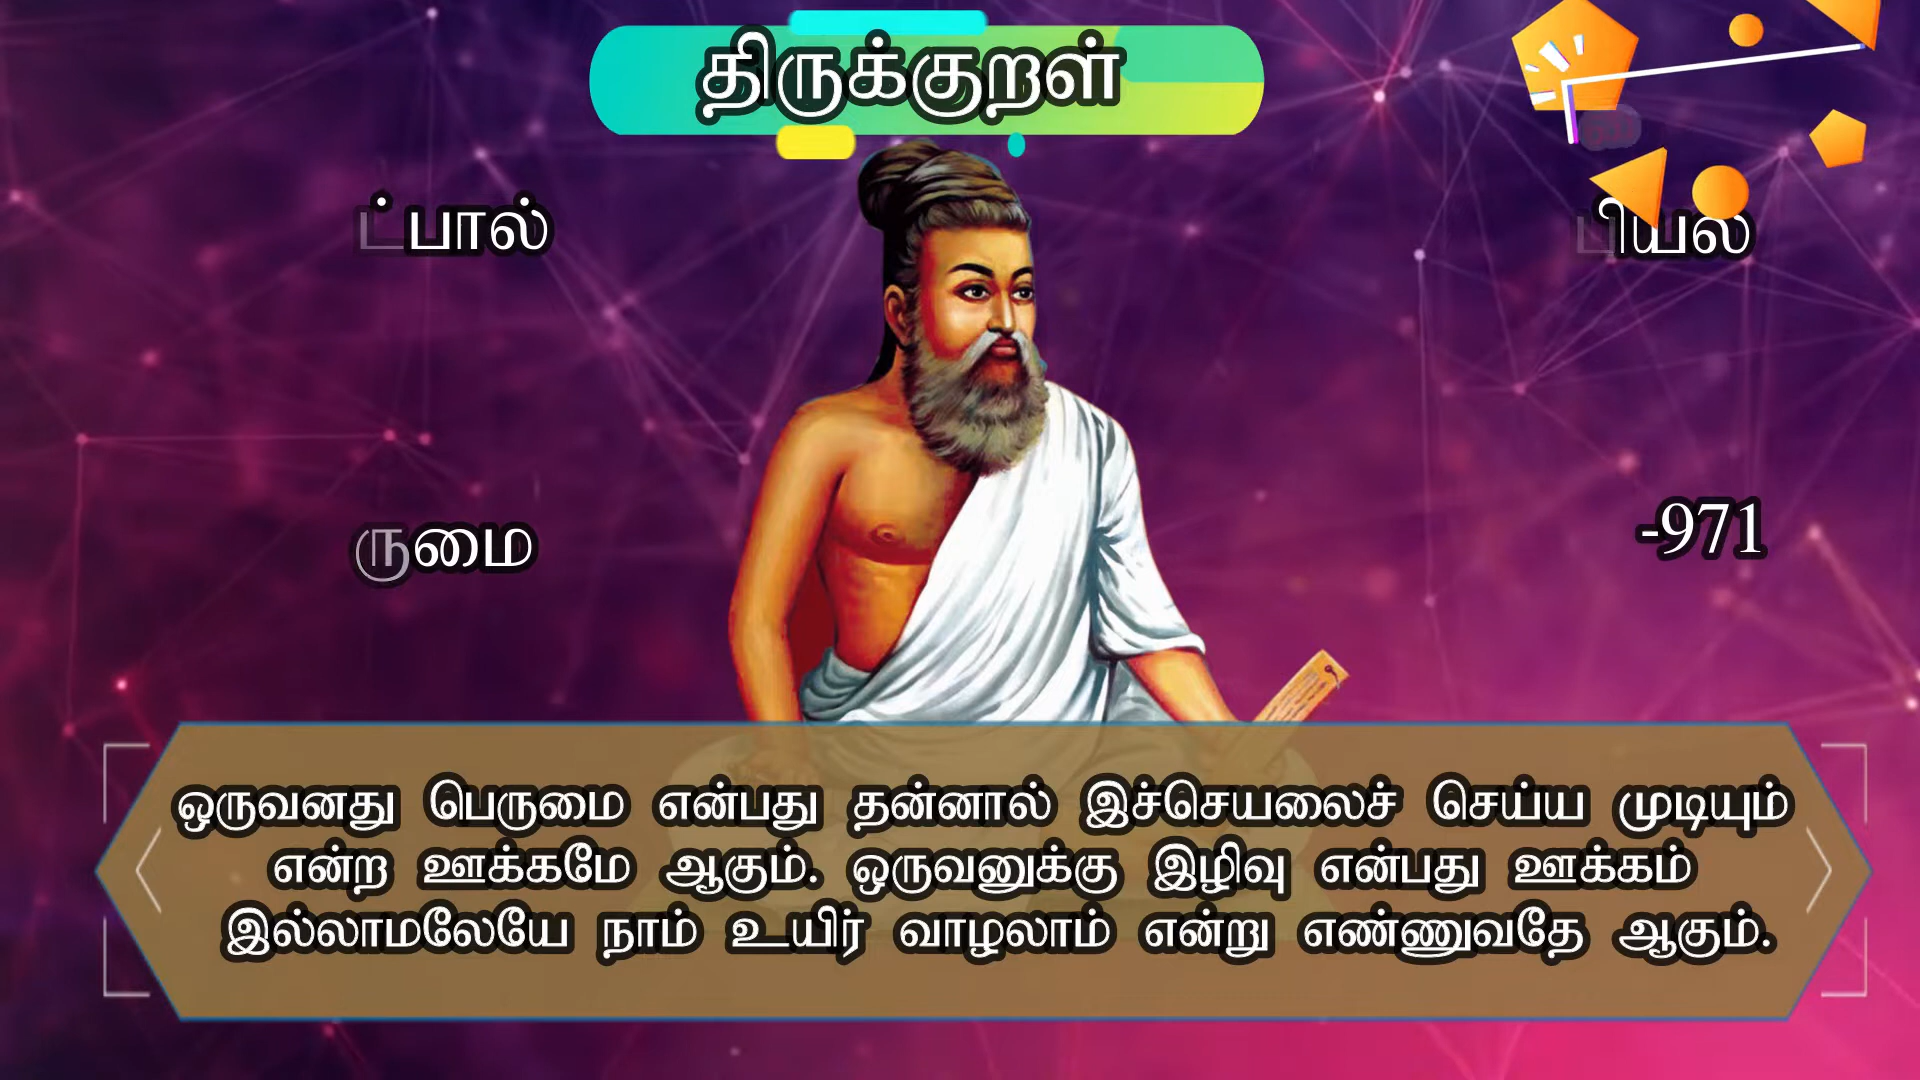 திருக்குறள்
ட்பால்
பியல்
ருமை
-971
ஒருவனது பெருமை என்பது தன்னால் இச்செயலைச் செய்ய முடியும்
என்ற ஊக்கமே ஆகும். ஒருவனுக்கு இழிவு என்பது ஊக்கம்
இல்லாமலேயே நாம் உயிர் வாழலாம் என்று எண்ணுவதே ஆகும்.